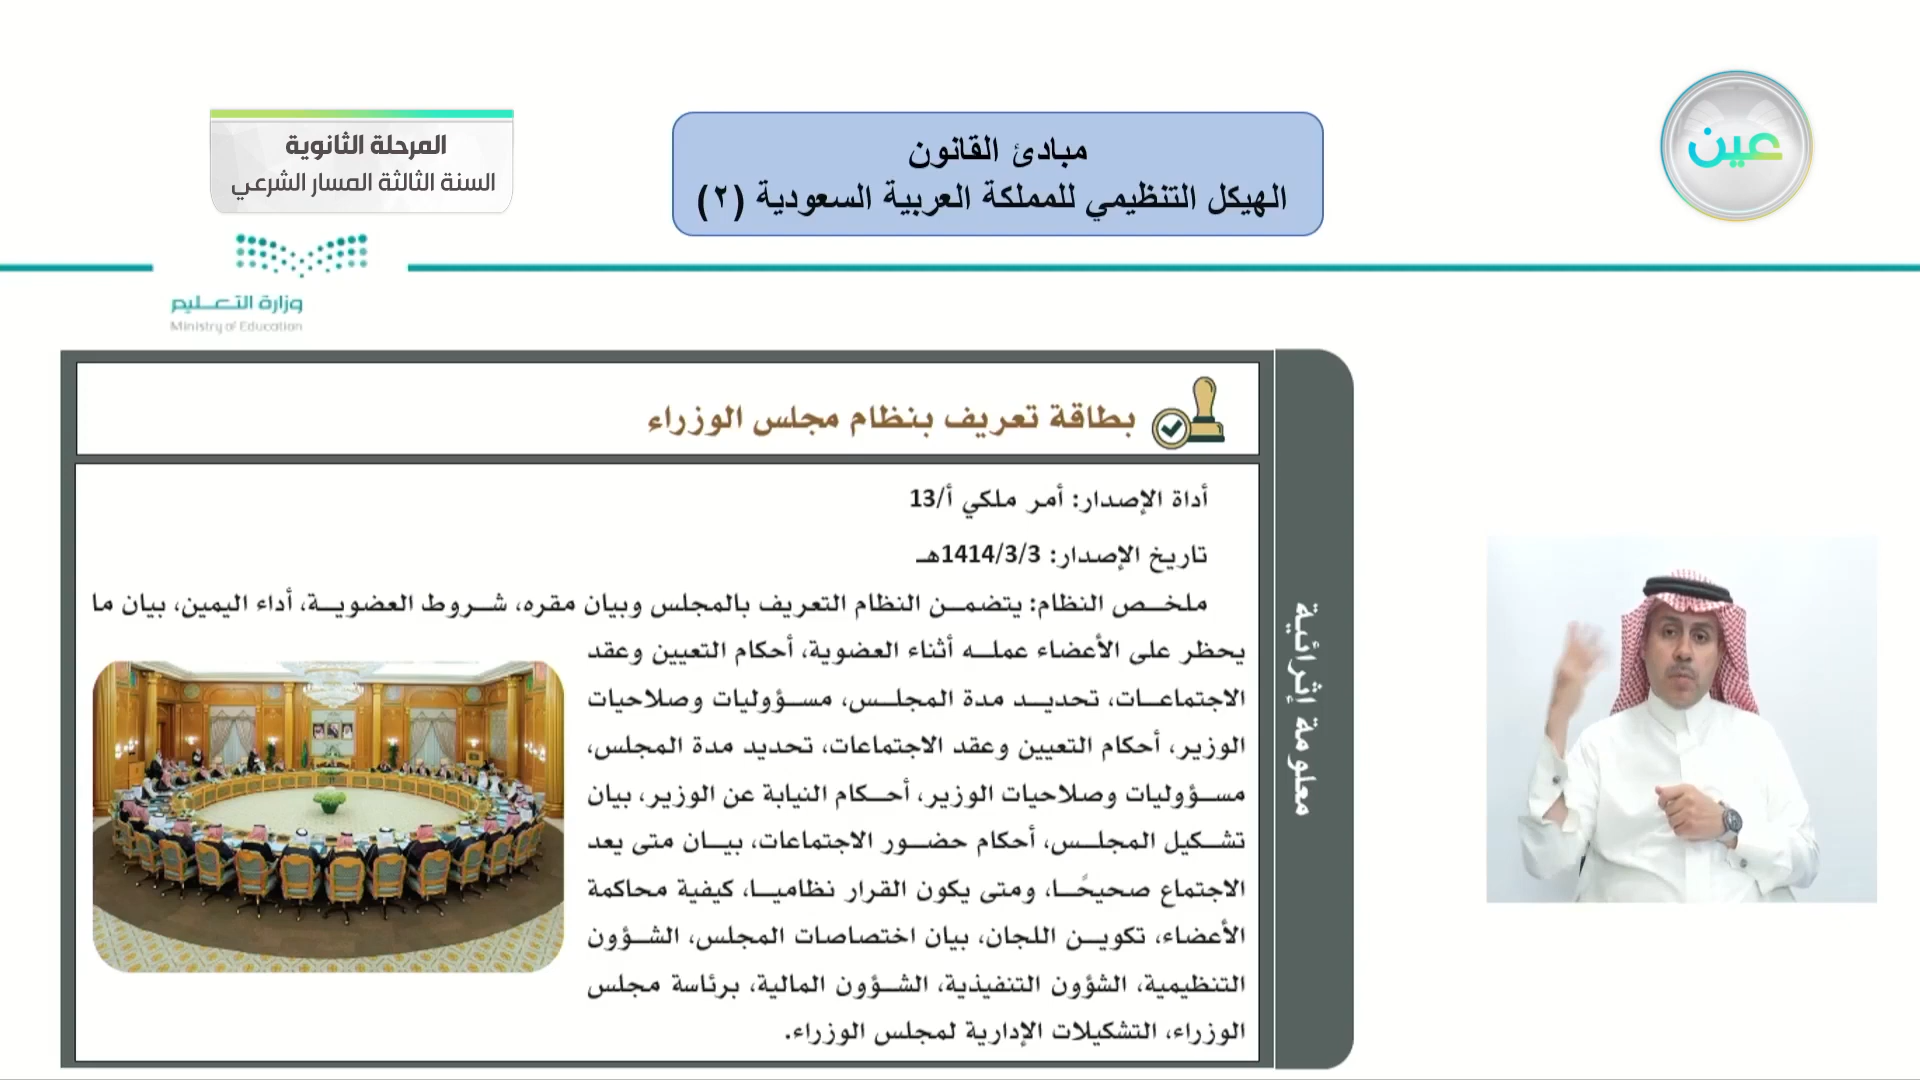 المرحلة الثانوية
السنة الثالثة المسار الشرعي
مبادئ القانون
الهيكل التنظيمي للمملكة العربية السعودية (٢)
عين
وزارة التعليم
Ministry of Education
معلومة إثرائية
بطاقة تعريف بنظام مجلس الوزراء
أداة الإصدار: أمر ملكي أ/13
تاريخ الإصدار: 1414/3/3هـ
ملخص النظام: يتضمن النظام التعريف بالمجلس وبيان مقره، شروط العضوية، أداء اليمين، بيان ما
يحظر على الأعضاء عمله أثناء العضوية، أحكام التعيين وعقد
الاجتماعات، تحديد مدة المجلس، مسؤوليات وصلاحيات
الوزير، أحكام التعيين وعقد الاجتماعات، تحديد مدة المجلس،
مسؤوليات وصلاحيات الوزير، أحكام النيابة عن الوزير، بيان
تشكيل المجلس، أحكام حضور الاجتماعات، بيان متى يعد
الاجتماع صحيحًا، ومتى يكون القرار نظاميا، كيفية محاكمة
الأعضاء، تكوين اللجان، بيان اختصاصات المجلس، الشؤون
التنظيمية، الشؤون التنفيذية، الشؤون المالية، برئاسة مجلس
الوزراء، التشكيلات الإدارية لمجلس الوزراء.